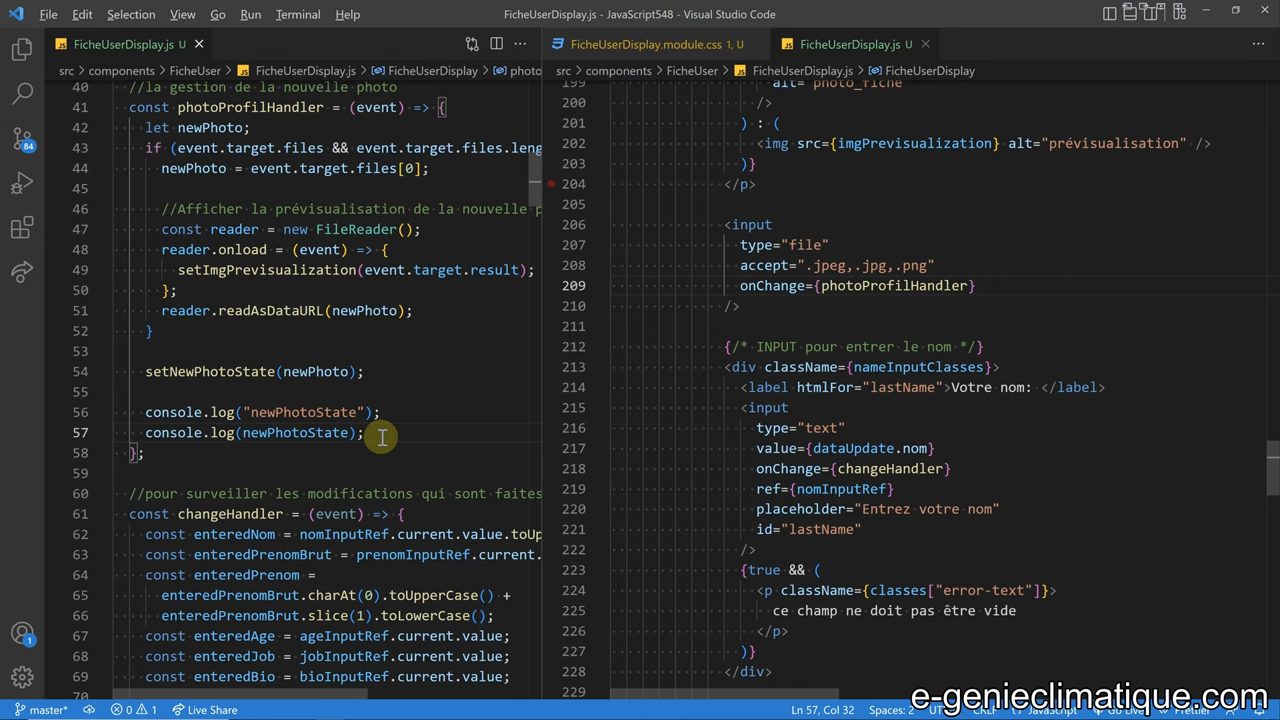 File Edit Selection View Go Run Terminal Help FicheUserDisplay.js - JavaScript548 - Visual Studio Code
JS FicheUserDisplay.js U
src > components > FicheUser > JS FicheUserDisplay.js > FicheUserDisplay > photo
40 //la gestion de la nouvelle photo
41 const photoProfilHandler = (event) => {
42 let newPhoto;
43 if (event.target.files && event.target.files.leng
44 newPhoto = event.target.files[0];
45
46 //Afficher la prévisualisation de la nouvelle p
47 const reader = new FileReader();
48 reader.onload = (event) => {
49 setImgPrevisualization(event.target.result);
50 };
51 reader.readAsDataURL(newPhoto);
52 }
53
54 setNewPhotoState(newPhoto);
55
56 console.log("newPhotoState");
57 console.log(newPhotoState);
58 };
59
60 //pour surveiller les modifications qui sont faites
61 const changeHandler = (event) => {
62 const enteredNom = nomInputRef.current.value.toUp
63 const enteredPrenomBrut = prenomInputRef.current.
64 const enteredPrenom =
65 enteredPrenomBrut.charAt(0).toUpperCase() +
66 enteredPrenomBrut.slice(1).toLowerCase();
67 const enteredAge = ageInputRef.current.value;
68 const enteredJob = jobInputRef.current.value;
69 const enteredBio = bioInputRef.current.value;
70
FicheUserDisplay.module.css 1, U JS FicheUserDisplay.js U
src > components > FicheUser > JS FicheUserDisplay.js > FicheUserDisplay
199 alt="photo_fiche"
200 />
201 ) : (
202 <img src={imgPrevisualization} alt="prévisualisation" />
203 )}
204 </p>
205
206 <input
207 type="file"
208 accept=".jpeg,.jpg,.png"
209 onChange={photoProfilHandler}
210 />
211
212 {/* INPUT pour entrer le nom */}
213 <div className={nameInputClasses}>
214 <label htmlFor="lastName">Votre nom: </label>
215 <input
216 type="text"
217 value={dataUpdate.nom}
218 onChange={changeHandler}
219 ref={nomInputRef}
220 placeholder="Entrez votre nom"
221 id="lastName"
222 />
223 {true && (
224 <p className={classes["error-text"]}>
225 ce champ ne doit pas être vide
226 </p>
227 )}
228 </div>
229
84
1
master* 0 1 Live Share Ln 57, Col 32 Spaces: 2
e-genieclimatique.com